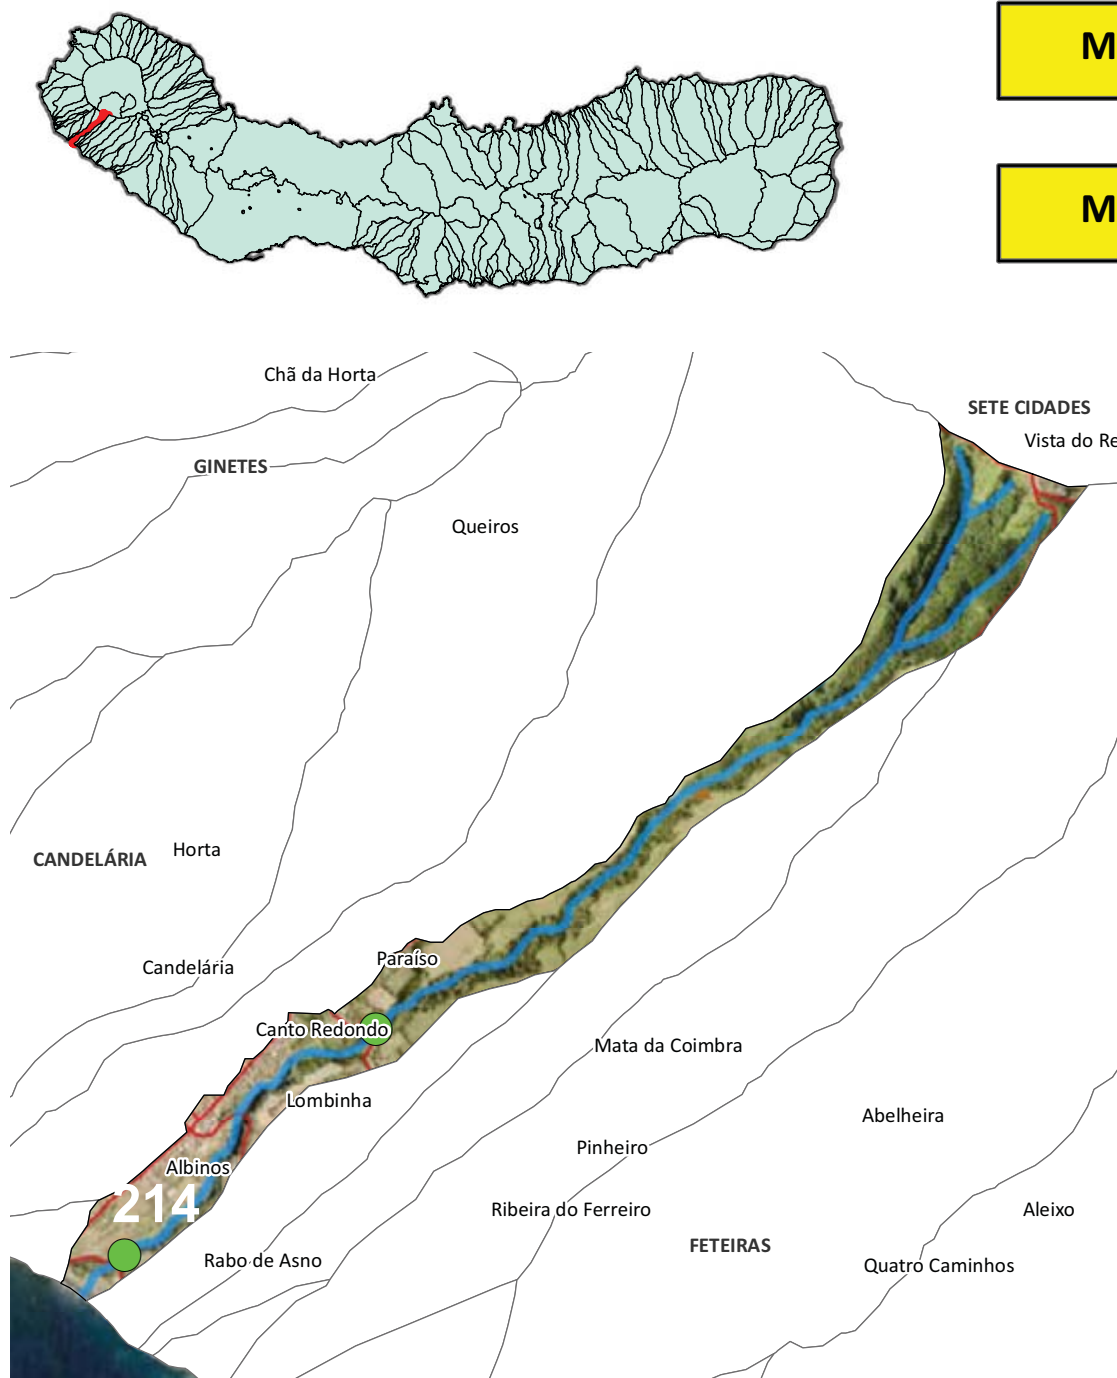 M
M
Chã da Horta
SETE CIDADES
Vista do Re
GINETES
Queiros
CANDELÁRIA
Horta
Candelária
Paraíso
Canto Redondo
Mata da Coimbra
Lombinha
Abelheira
Pinheiro
Albinos
214
Ribeira do Ferreiro
Aleixo
FETEIRAS
Rabo de Asno
Quatro Caminhos